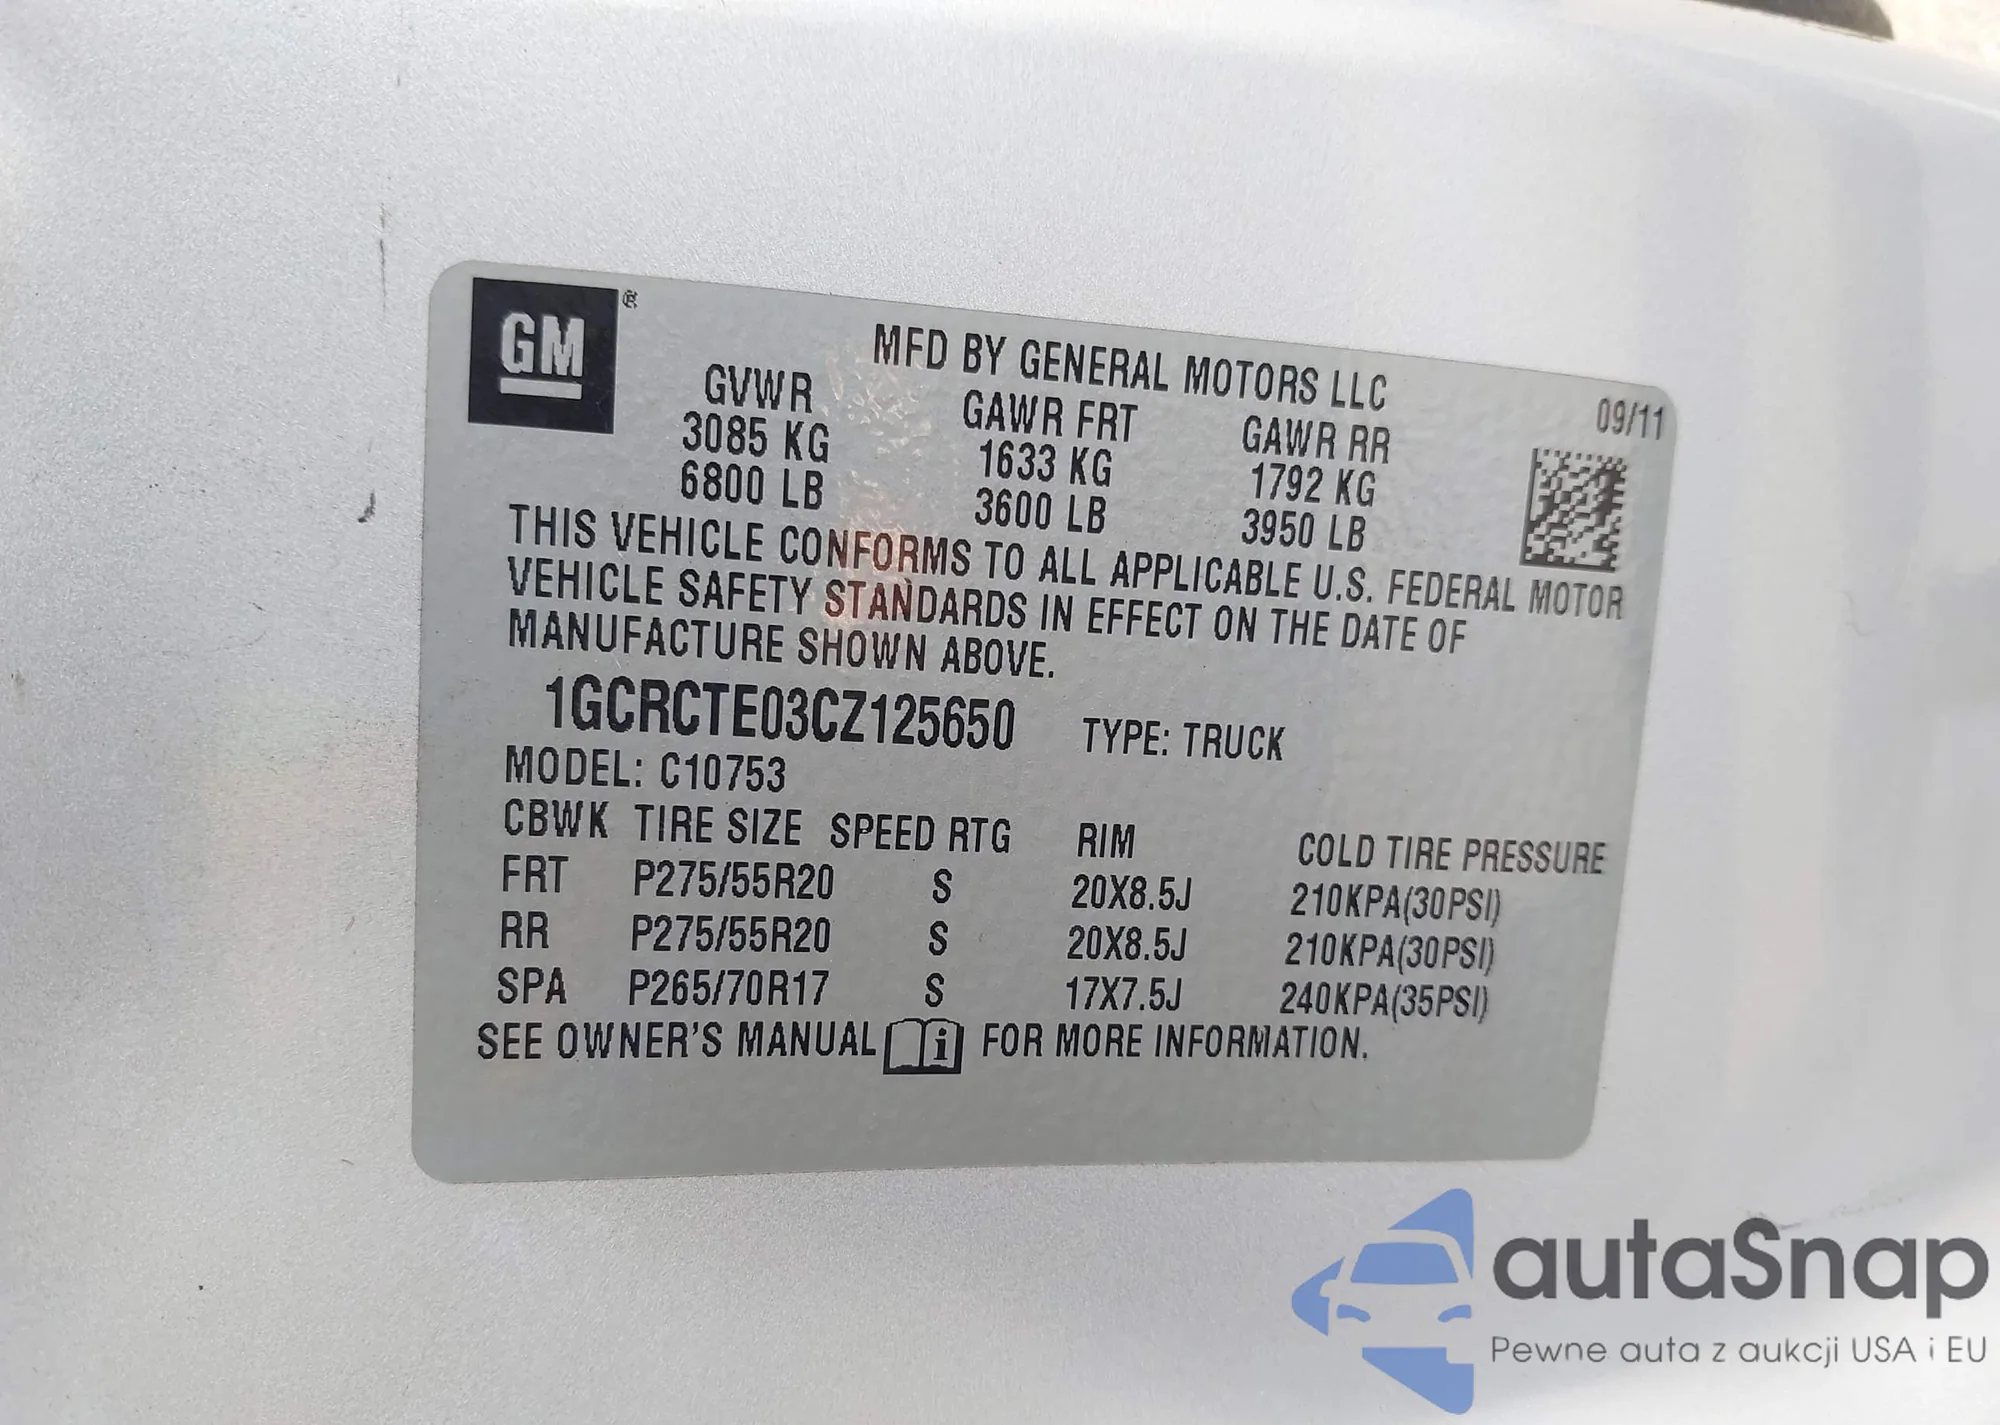 GM ®
MFD BY GENERAL MOTORS LLC
09/11
GVWR GAWR FRT GAWR RR
3085 KG 1633 KG 1792 KG
6800 LB 3600 LB 3950 LB
THIS VEHICLE CONFORMS TO ALL APPLICABLE U.S. FEDERAL MOTOR
VEHICLE SAFETY STANDARDS IN EFFECT ON THE DATE OF
MANUFACTURE SHOWN ABOVE.
1GCRCTE03CZ125650 TYPE: TRUCK
MODEL: C10753
CBWK TIRE SIZE SPEED RTG RIM COLD TIRE PRESSURE
FRT P275/55R20 S 20X8.5J 210KPA(30PSI)
RR P275/55R20 S 20X8.5J 210KPA(30PSI)
SPA P265/70R17 S 17X7.5J 240KPA(35PSI)
SEE OWNER'S MANUAL i FOR MORE INFORMATION.
autaSnap
Pewne auta z aukcji USA i EU